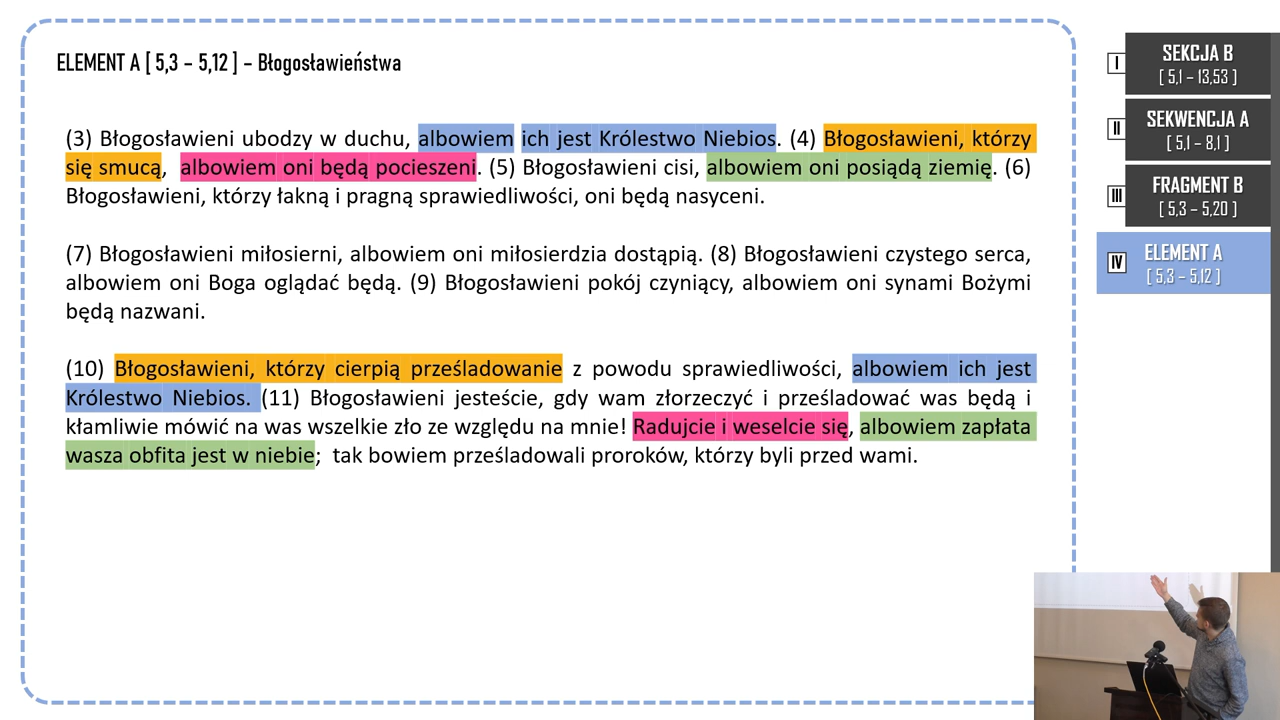 ELEMENT A [ 5,3 – 5,12 ] – Błogosławieństwa
(3) Błogosławieni ubodzy w duchu, albowiem ich jest Królestwo Niebios. (4) Błogosławieni, którzy
się smucą, albowiem oni będą pocieszeni. (5) Błogosławieni cisi, albowiem oni posiądą ziemię. (6)
Błogosławieni, którzy łakną i pragną sprawiedliwości, oni będą nasyceni.
(7) Błogosławieni miłosierni, albowiem oni miłosierdzia dostąpią. (8) Błogosławieni czystego serca,
albowiem oni Boga oglądać będą. (9) Błogosławieni pokój czyniący, albowiem oni synami Bożymi
będą nazwani.
(10) Błogosławieni, którzy cierpią prześladowanie z powodu sprawiedliwości, albowiem ich jest
Królestwo Niebios. (11) Błogosławieni jesteście, gdy wam złorzeczyć i prześladować was będą i
kłamliwie mówić na was wszelkie zło ze względu na mnie! Radujcie i weselcie się, albowiem zapłata
wasza obfita jest w niebie; tak bowiem prześladowali proroków, którzy byli przed wami.
I
SEKCJA B
[ 5,1 – 13,53 ]
II
SEKWENCJA A
[ 5,1 – 8,1 ]
III
FRAGMENT B
[ 5,3 – 5,20 ]
IV
ELEMENT A
[ 5,3 – 5,12 ]